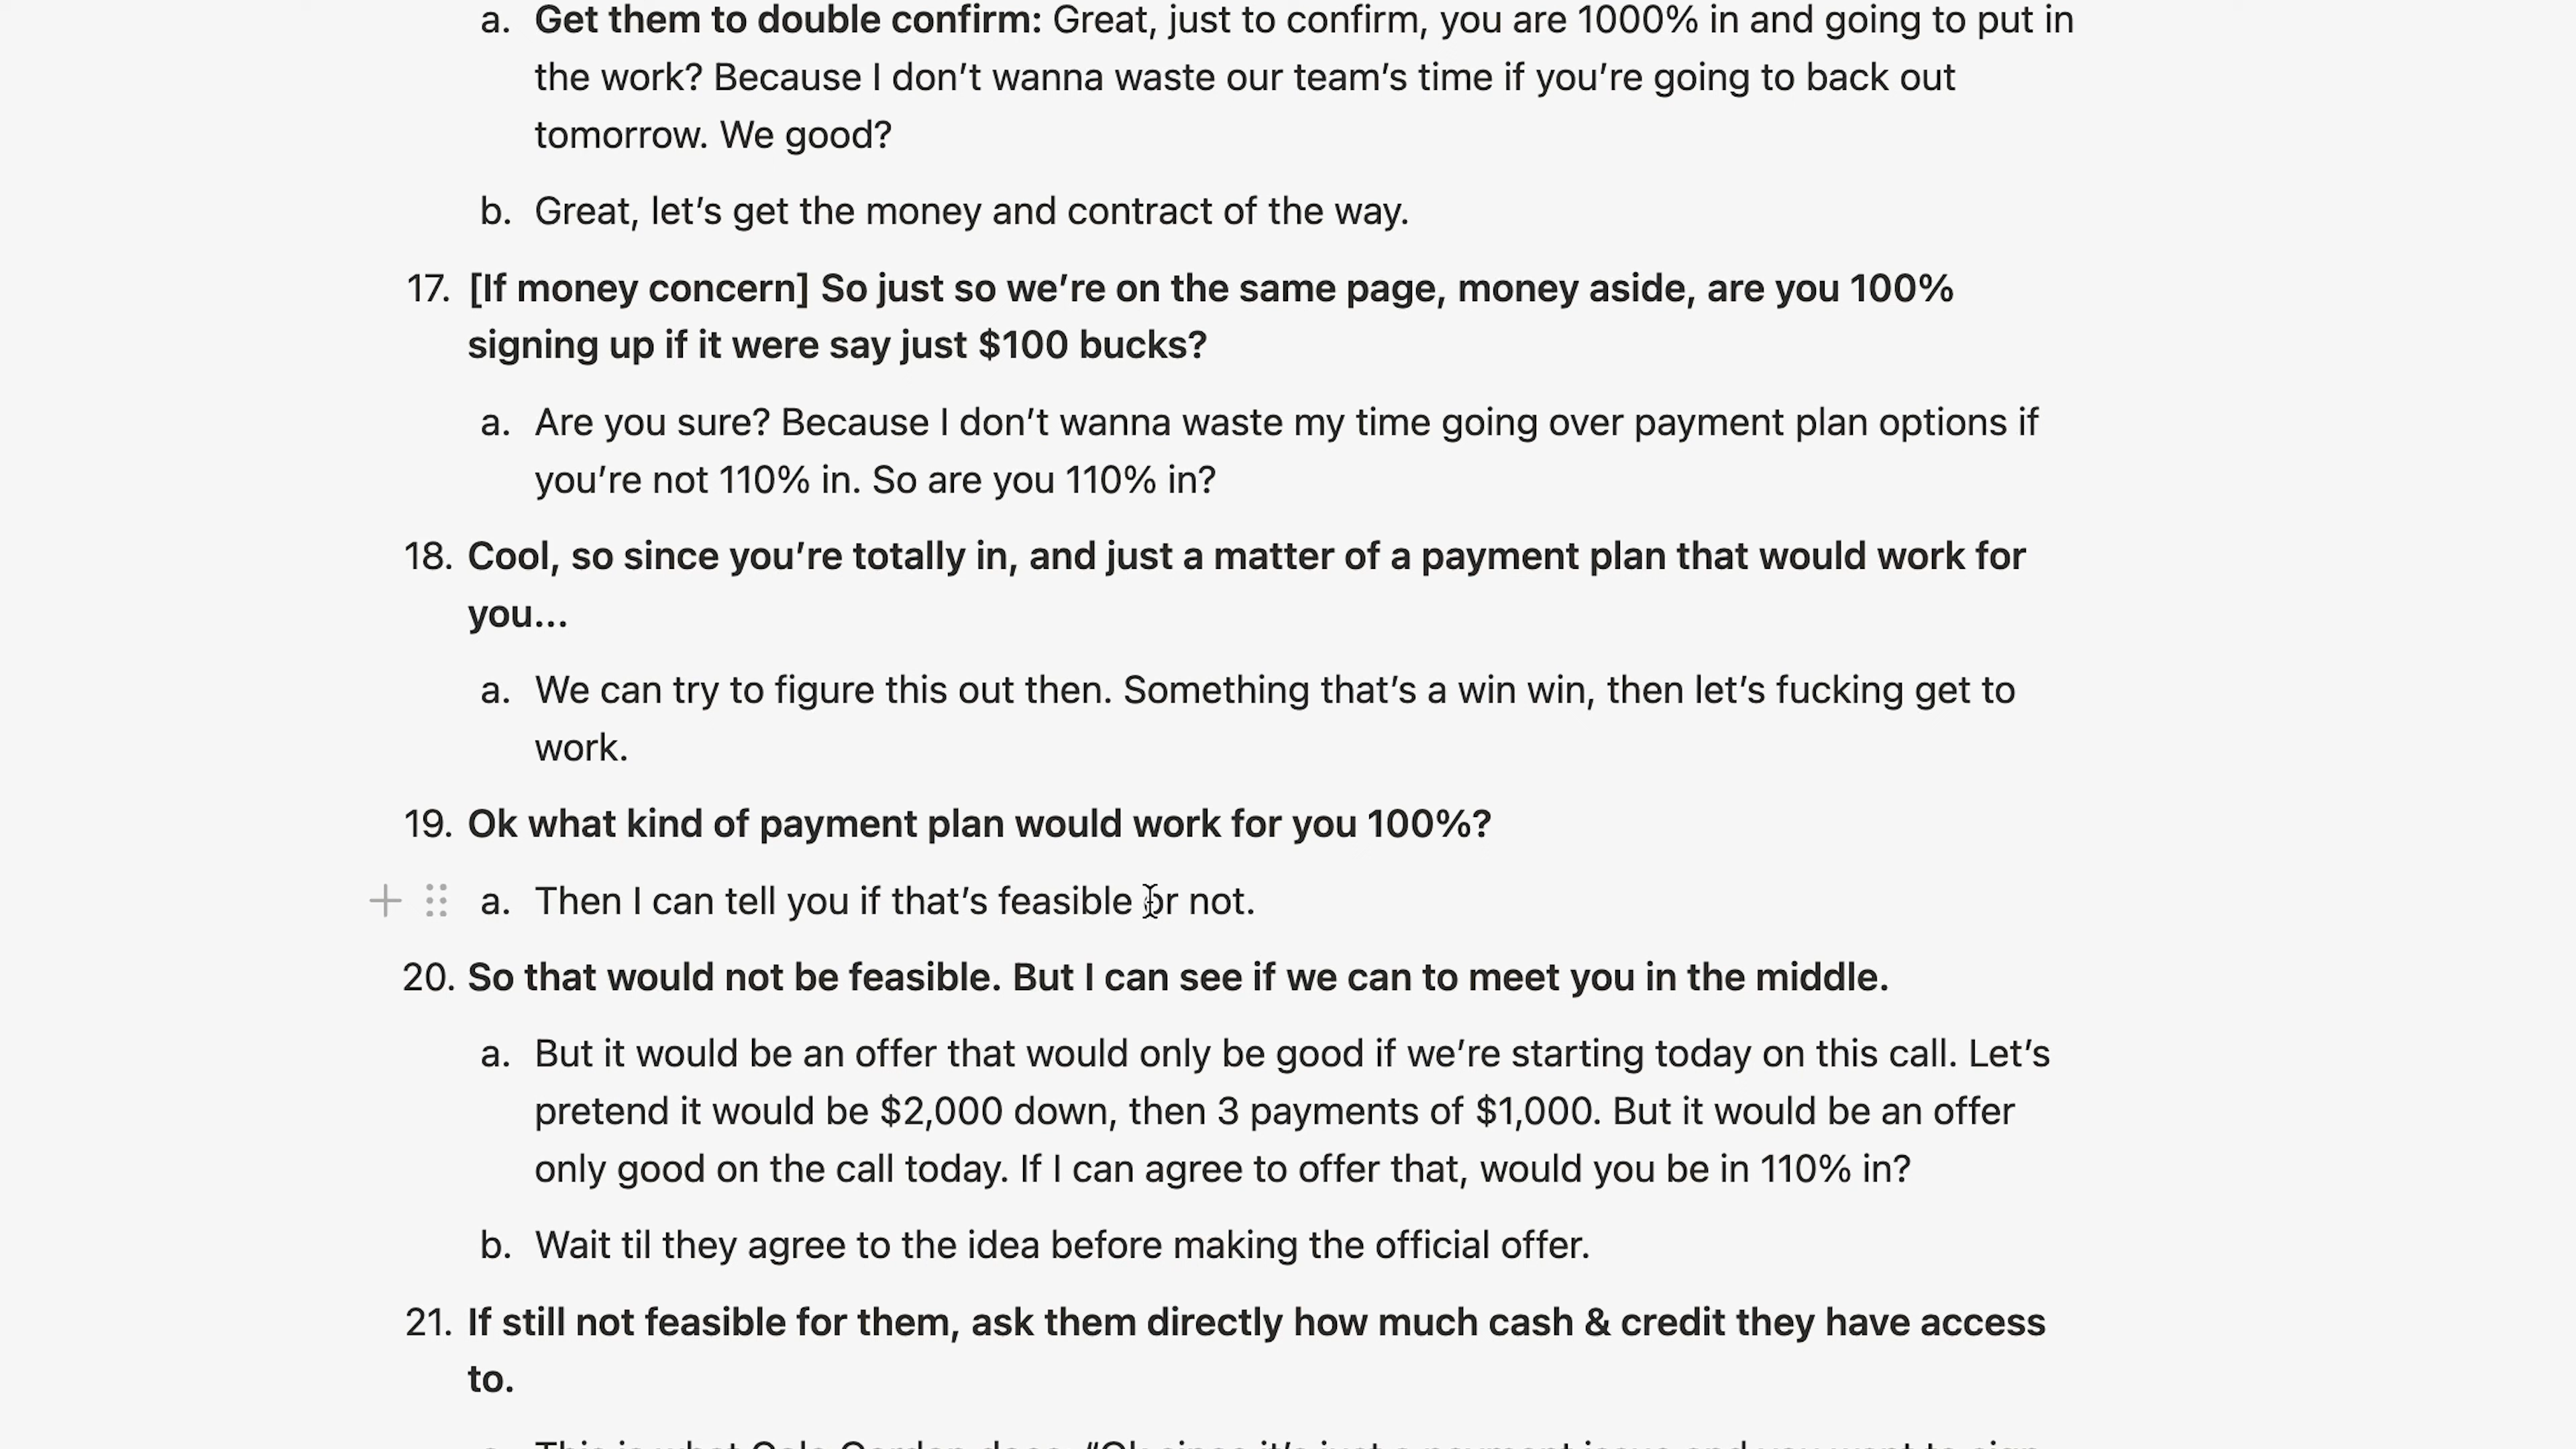 a. Get them to double confirm: Great, just to confirm, you are 1000% in and going to put in
the work? Because I don’t wanna waste our team’s time if you’re going to back out
tomorrow. We good?
b. Great, let’s get the money and contract of the way.
17. [If money concern] So just so we’re on the same page, money aside, are you 100%
signing up if it were say just $100 bucks?
a. Are you sure? Because I don’t wanna waste my time going over payment plan options if
you’re not 110% in. So are you 110% in?
18. Cool, so since you’re totally in, and just a matter of a payment plan that would work for
you...
a. We can try to figure this out then. Something that’s a win win, then let’s fucking get to
work.
19. Ok what kind of payment plan would work for you 100%?
a. Then I can tell you if that’s feasible or not.
20. So that would not be feasible. But I can see if we can to meet you in the middle.
a. But it would be an offer that would only be good if we’re starting today on this call. Let’s
pretend it would be $2,000 down, then 3 payments of $1,000. But it would be an offer
only good on the call today. If I can agree to offer that, would you be in 110% in?
b. Wait til they agree to the idea before making the official offer.
21. If still not feasible for them, ask them directly how much cash & credit they have access
to.